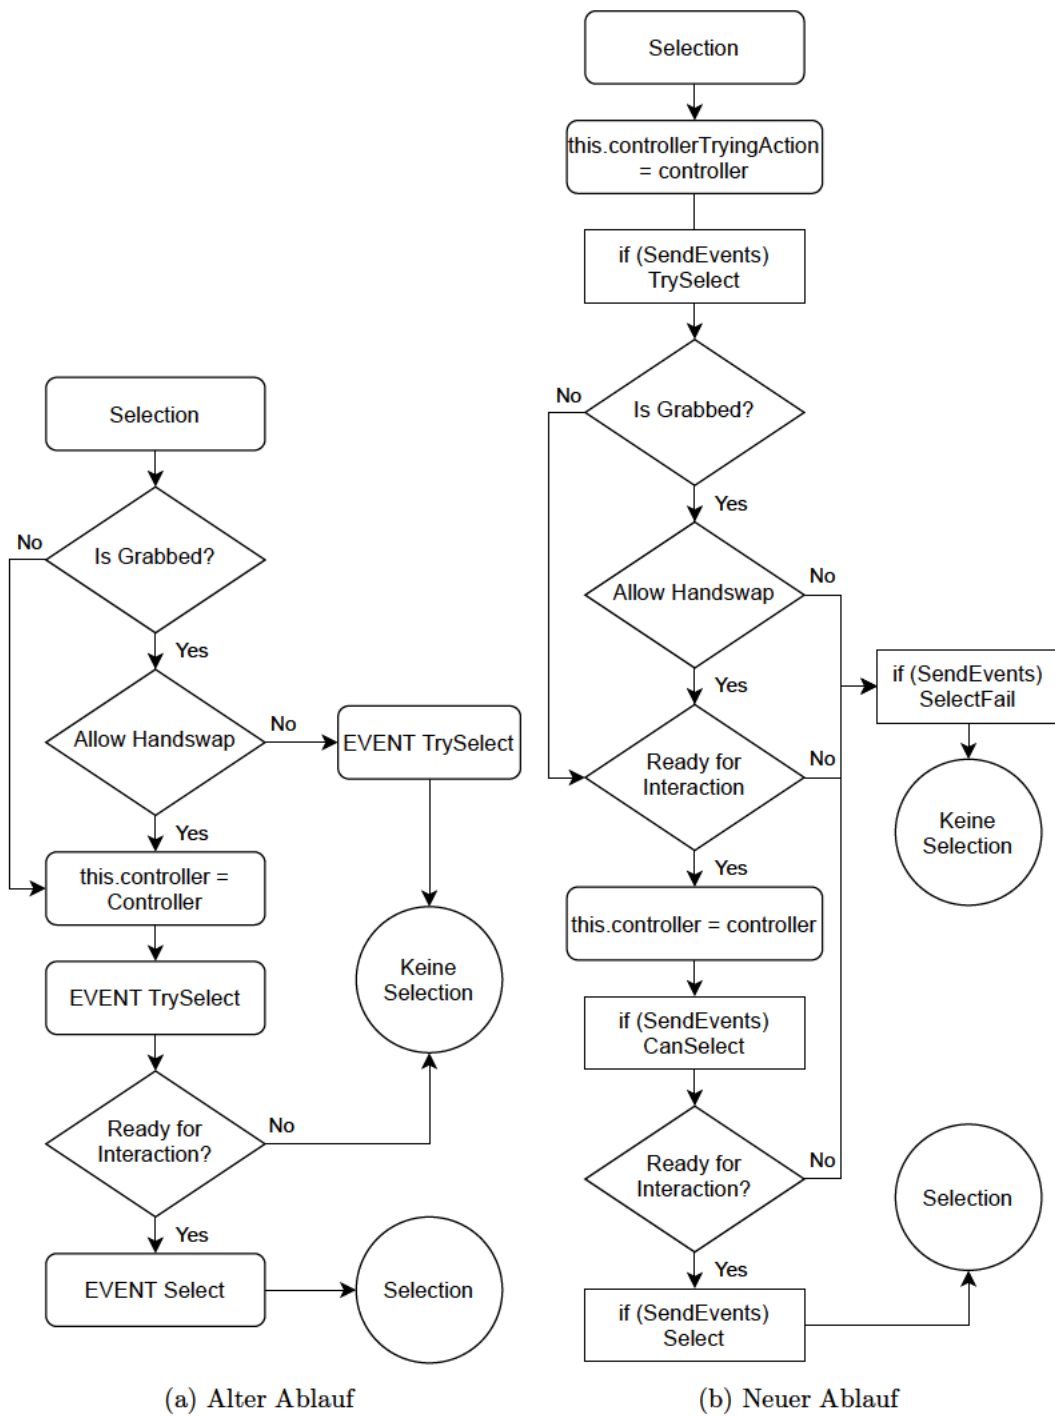 Selection
Is Grabbed?
No
Yes
Allow Handswap
No
EVENT TrySelect
Yes
this.controller =
Controller
EVENT TrySelect
Keine
Selection
Ready for
Interaction?
No
Yes
EVENT Select
Selection
(a) Alter Ablauf
Selection
this.controllerTryingAction
= controller
if (SendEvents)
TrySelect
No
Is Grabbed?
Yes
Allow Handswap
No
Yes
if (SendEvents)
SelectFail
Ready for
Interaction
No
Keine
Selection
Yes
this.controller = controller
if (SendEvents)
CanSelect
Ready for
Interaction?
No
Selection
Yes
if (SendEvents)
Select
(b) Neuer Ablauf